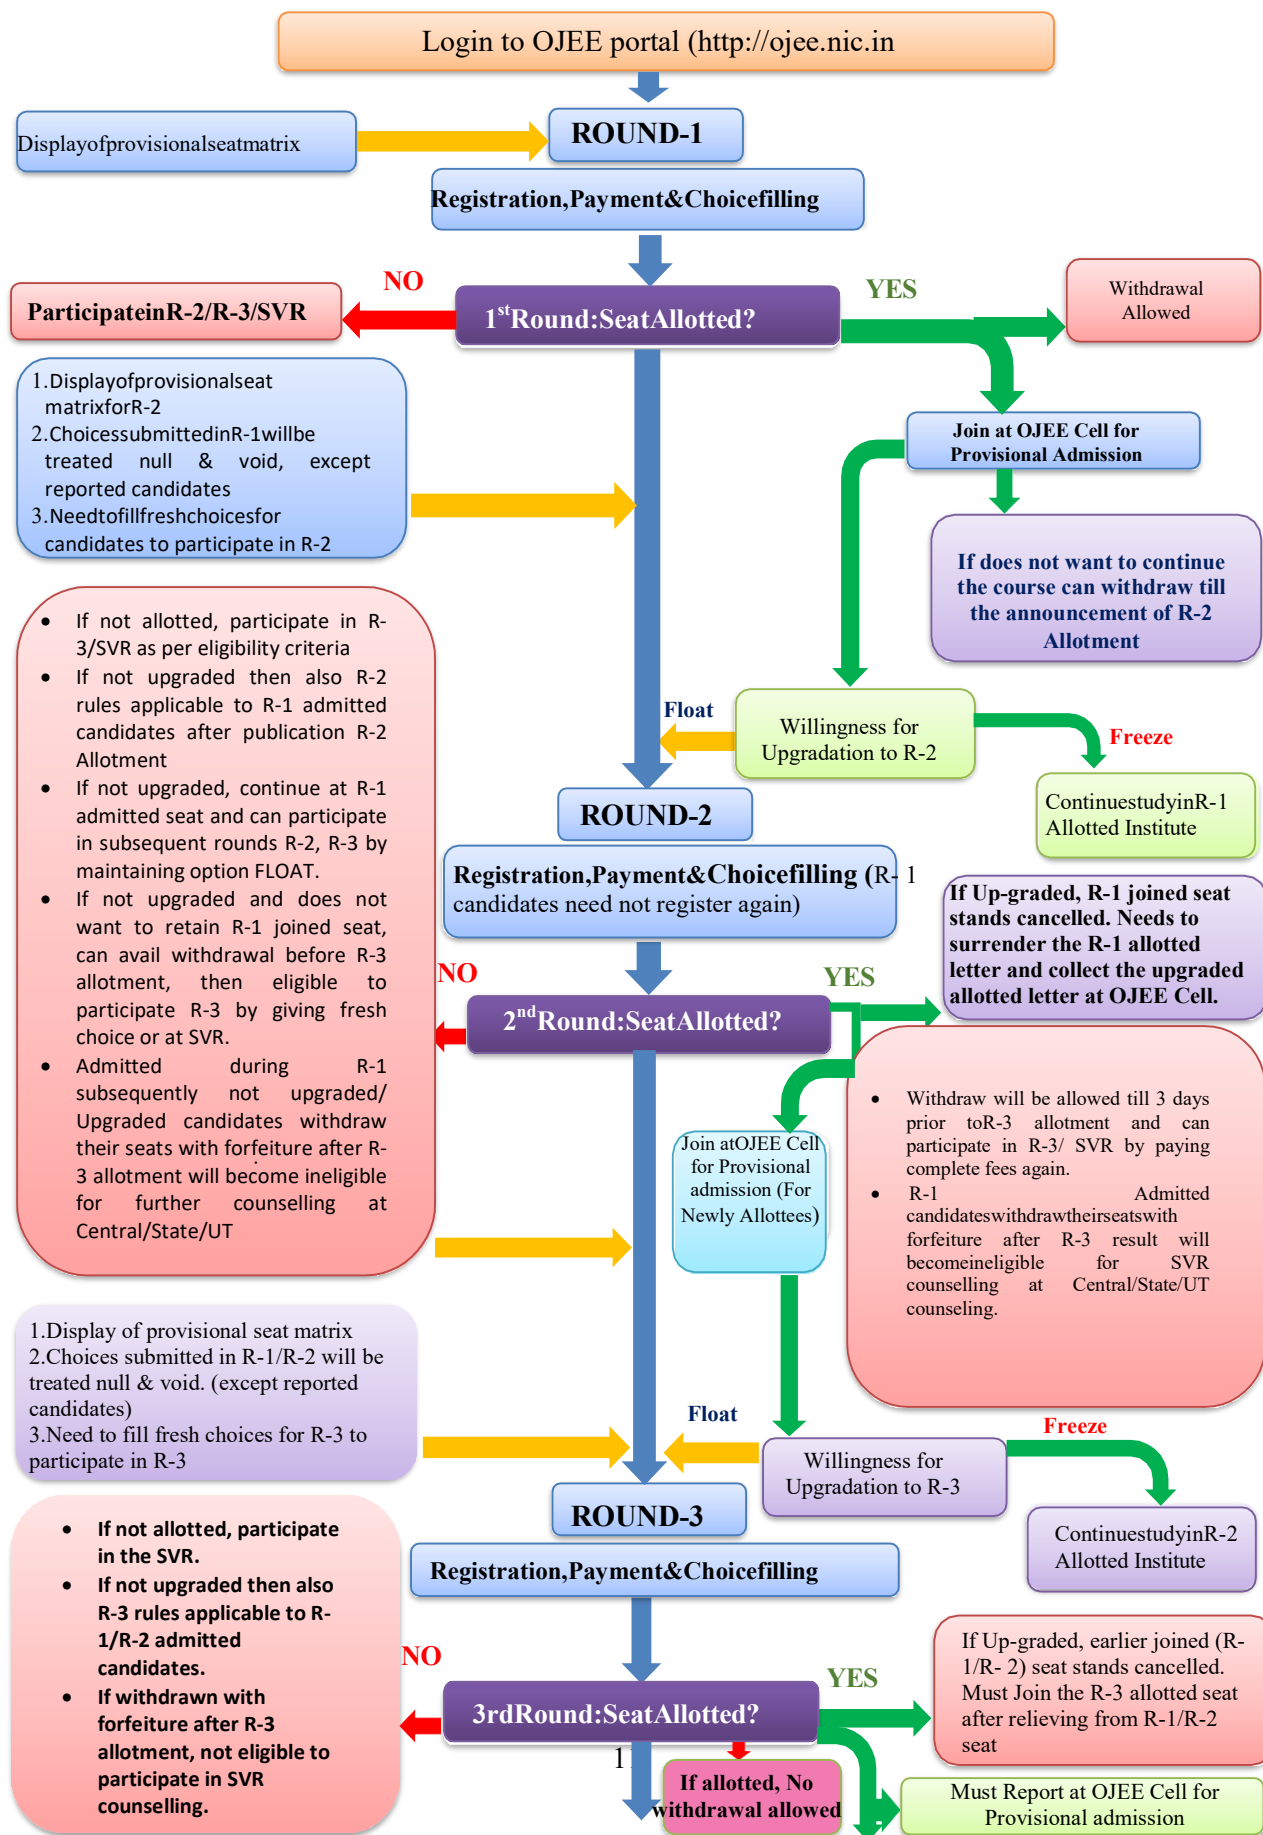 Login to OJEE portal (http://ojee.nic.in
Displayofprovisionalseatmatrix
ROUND-1
Registration,Payment&Choicefilling
NO
YES
ParticipateinR-2/R-3/SVR
1stRound:SeatAllotted?
Withdrawal
Allowed
1.Displayofprovisionalseat
matrixforR-2
2.ChoicessubmittedinR-1willbe
treated null & void, except
reported candidates
3.Needtofillfreshchoicesfor
candidates to participate in R-2
Join at OJEE Cell for
Provisional Admission
If does not want to continue
the course can withdraw till
the announcement of R-2
Allotment
• If not allotted, participate in R-
3/SVR as per eligibility criteria
• If not upgraded then also R-2
rules applicable to R-1 admitted
candidates after publication R-2
Allotment
• If not upgraded, continue at R-1
admitted seat and can participate
in subsequent rounds R-2, R-3 by
maintaining option FLOAT.
• If not upgraded and does not
want to retain R-1 joined seat,
can avail withdrawal before R-3
allotment, then eligible to
participate R-3 by giving fresh
choice or at SVR.
• Admitted during R-1
subsequently not upgraded/
Upgraded candidates withdraw
their seats with forfeiture after R-
3 allotment will become ineligible
for further counselling at
Central/State/UT
Float
Willingness for
Upgradation to R-2
Freeze
ContinuestudyinR-1
Allotted Institute
ROUND-2
Registration,Payment&Choicefilling (R- 1
candidates need not register again)
If Up-graded, R-1 joined seat
stands cancelled. Needs to
surrender the R-1 allotted
letter and collect the upgraded
allotted letter at OJEE Cell.
NO
YES
2ndRound:SeatAllotted?
• Withdraw will be allowed till 3 days
prior toR-3 allotment and can
participate in R-3/ SVR by paying
complete fees again.
• R-1 Admitted
candidateswithdrawtheirseatswith
forfeiture after R-3 result will
becomeineligible for SVR
counselling at Central/State/UT
counseling.
Join atOJEE Cell
for Provisional
admission (For
Newly Allottees)
1.Display of provisional seat matrix
2.Choices submitted in R-1/R-2 will be
treated null & void. (except reported
candidates)
3.Need to fill fresh choices for R-3 to
participate in R-3
Float
Willingness for
Upgradation to R-3
Freeze
ContinuestudyinR-2
Allotted Institute
ROUND-3
Registration,Payment&Choicefilling
• If not allotted, participate
in the SVR.
• If not upgraded then also
R-3 rules applicable to R-
1/R-2 admitted
candidates.
• If withdrawn with
forfeiture after R-3
allotment, not eligible to
participate in SVR
counselling.
NO
YES
3rdRound:SeatAllotted?
If Up-graded, earlier joined (R-
1/R- 2) seat stands cancelled.
Must Join the R-3 allotted seat
after relieving from R-1/R-2
seat
If allotted, No
withdrawal allowed
Must Report at OJEE Cell for
Provisional admission